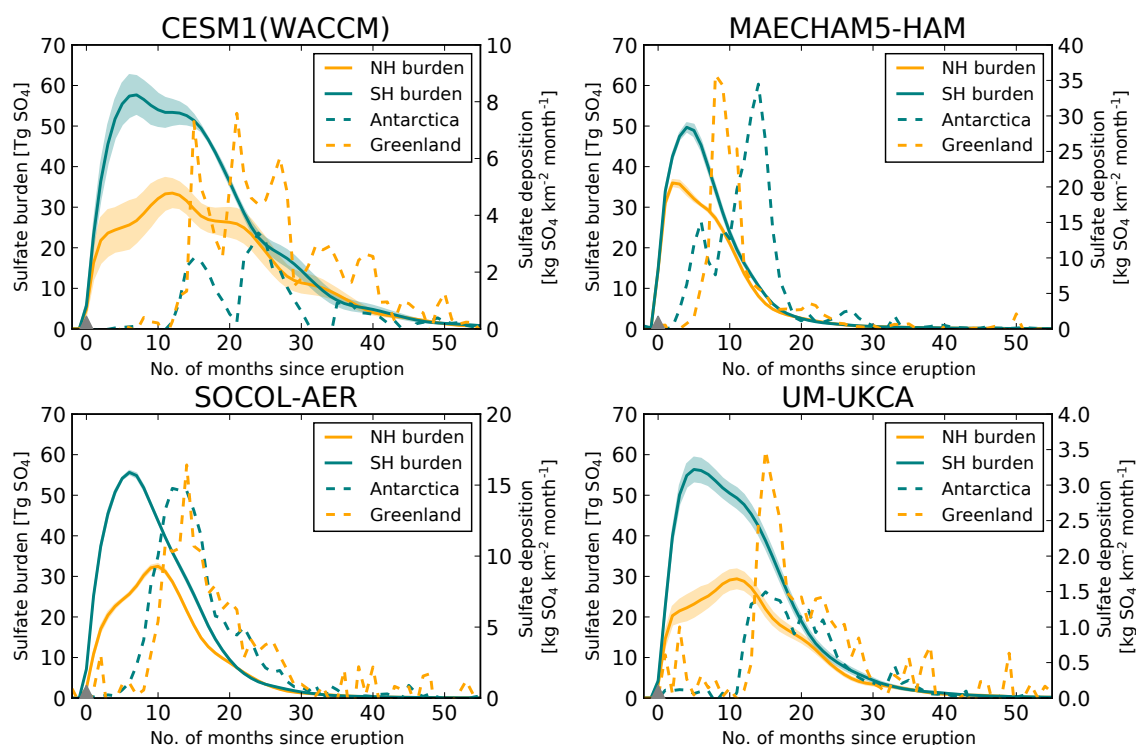 CESM1(WACCM)
70
60
50
40
30
20
10
0
Sulfate burden [Tg SO₄]
10
8
6
4
2
0
Sulfate deposition
[kg SO₄ km⁻² month⁻¹]
NH burden
SH burden
Antarctica
Greenland
0 10 20 30 40 50
No. of months since eruption
MAECHAM5-HAM
70
60
50
40
30
20
10
0
Sulfate burden [Tg SO₄]
40
35
30
25
20
15
10
5
0
Sulfate deposition
[kg SO₄ km⁻² month⁻¹]
NH burden
SH burden
Antarctica
Greenland
0 10 20 30 40 50
No. of months since eruption
SOCOL-AER
70
60
50
40
30
20
10
0
Sulfate burden [Tg SO₄]
20
15
10
5
0
Sulfate deposition
[kg SO₄ km⁻² month⁻¹]
NH burden
SH burden
Antarctica
Greenland
0 10 20 30 40 50
No. of months since eruption
UM-UKCA
70
60
50
40
30
20
10
0
Sulfate burden [Tg SO₄]
4.0
3.5
3.0
2.5
2.0
1.5
1.0
0.5
0.0
Sulfate deposition
[kg SO₄ km⁻² month⁻¹]
NH burden
SH burden
Antarctica
Greenland
0 10 20 30 40 50
No. of months since eruption